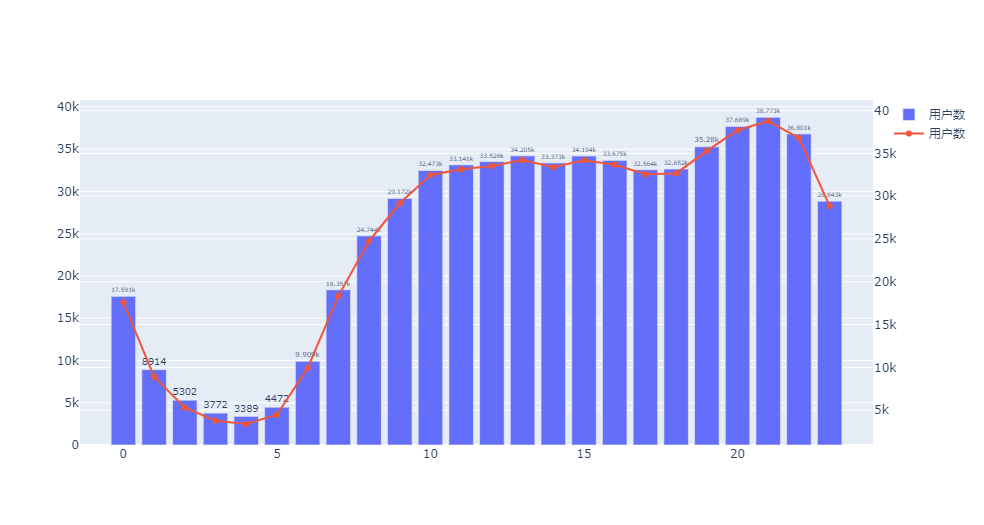 40k
35k
30k
25k
20k
15k
10k
5k
0
17.591k
8914
5302
3772
3389
4472
9.909k
18.357k
24.744k
29.172k
32.473k
33.141k
33.526k
34.205k
33.373k
34.194k
33.675k
32.564k
32.652k
35.28k
37.689k
38.773k
36.801k
28.843k
0
5
10
15
20
40
35k
30k
25k
20k
15k
10k
5k
用户数
用户数